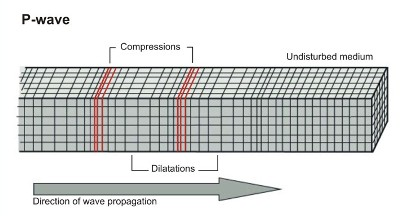 P-wave
Compressions
Undisturbed medium
Dilatations
Direction of wave propagation